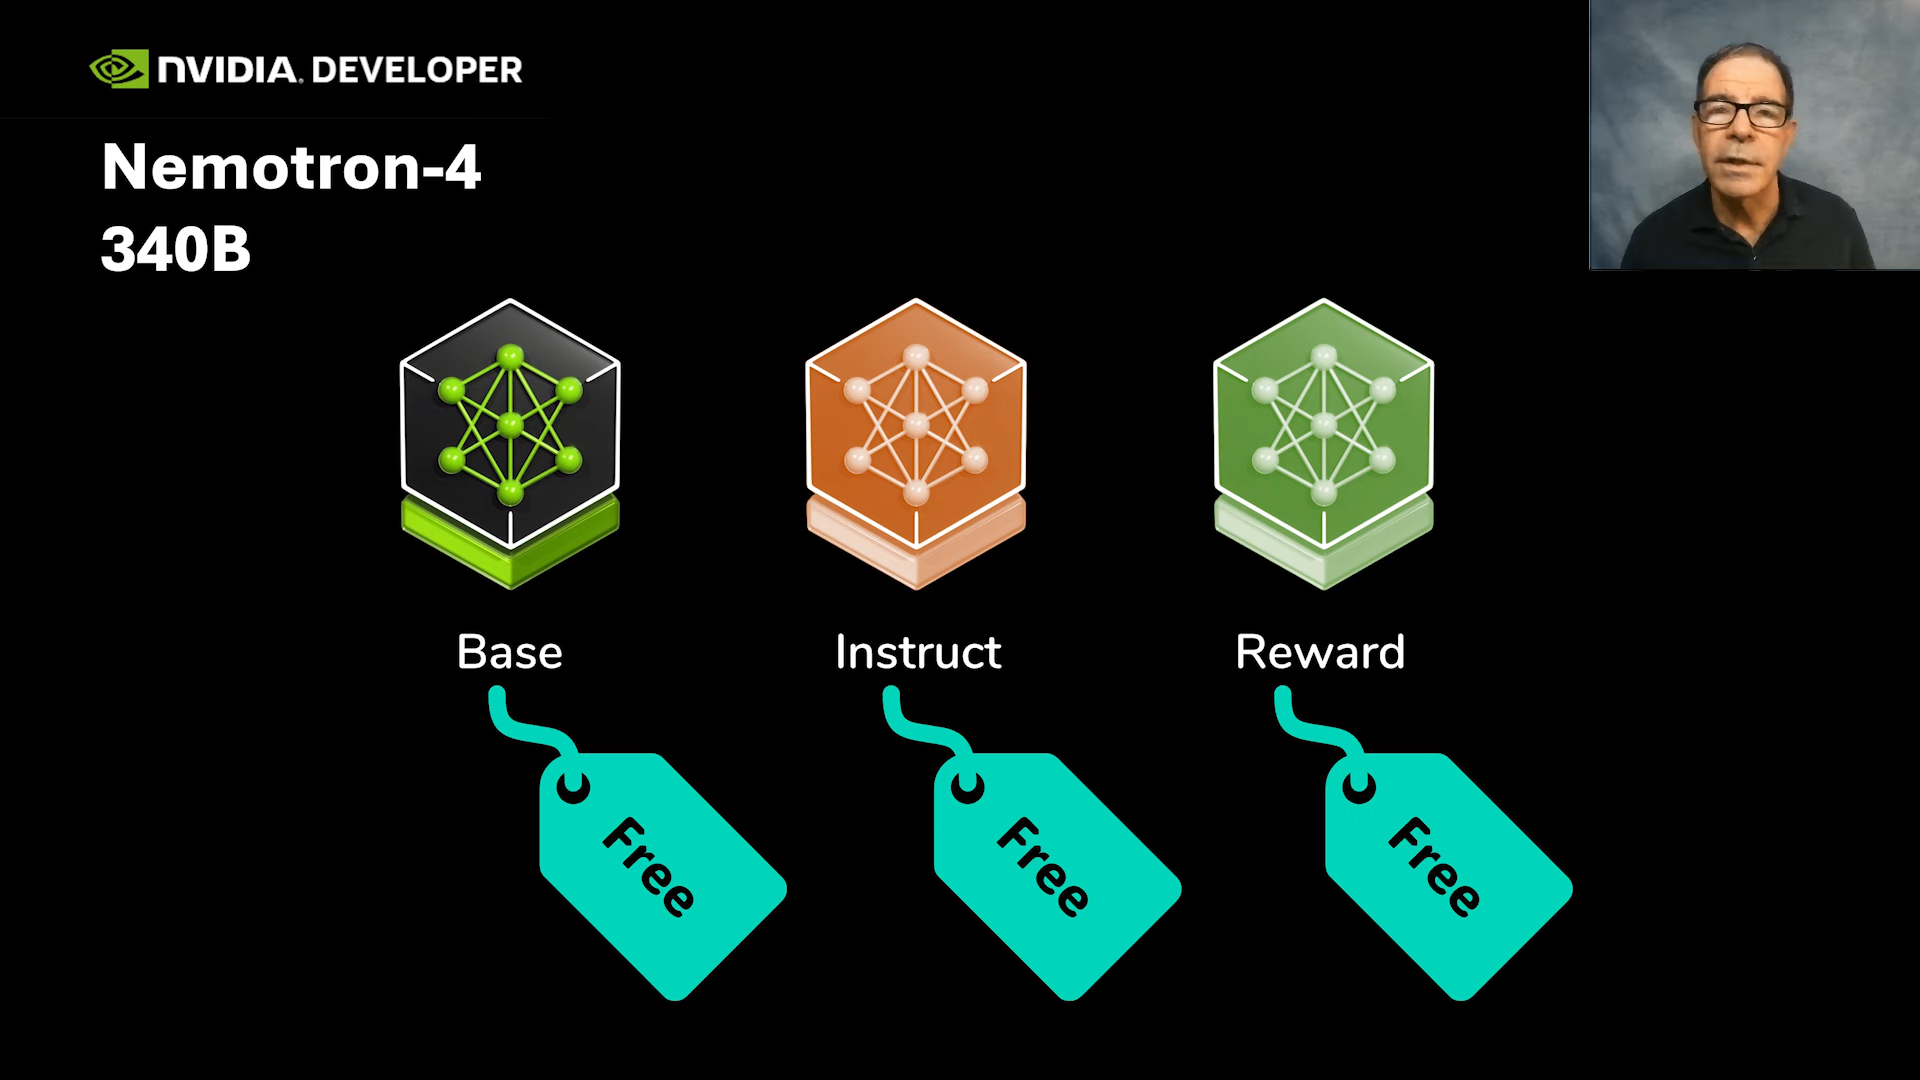 NVIDIA. DEVELOPER
Nemotron-4
340B
Base
Instruct
Reward
Free
Free
Free